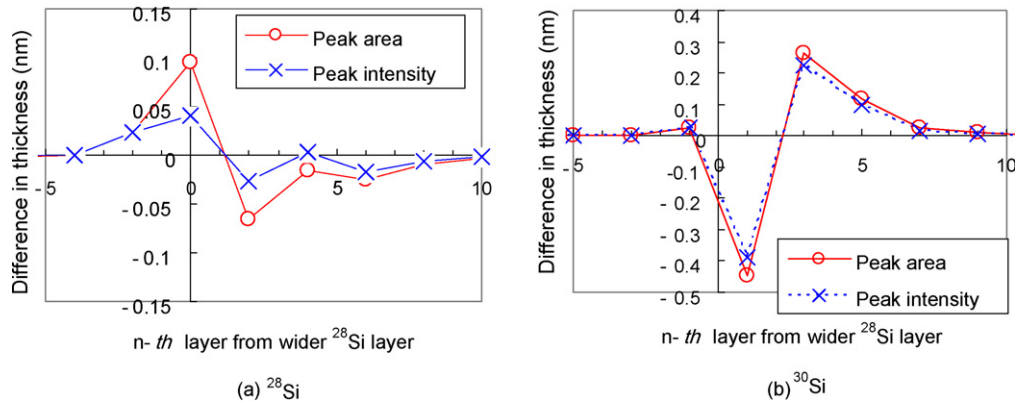 Difference in thickness (nm)
0.15
0.1
0.05
0
- 0.05
- 0.1
0.15
-5
0
5
10
Peak area
Peak intensity
n- th layer from wider ²⁸Si layer
(a) ²⁸Si
Difference in thickness (nm)
0.4
0.3
0.2
0.1
0
-0.1
- 0.2
- 0.3
- 0.4
- 0.5
-5
0
5
10
Peak area
Peak intensity
n- th layer from wider ²⁸Si layer
(b) ³⁰Si